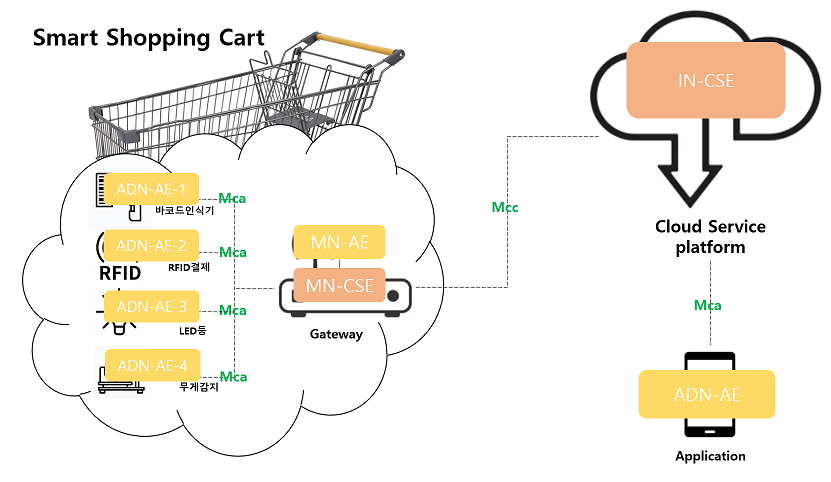 Smart Shopping Cart
IN-CSE
ADN-AE-1
Mca
바코드인식기
Mcc
ADN-AE-2
Mca
MN-AE
Cloud Service
platform
RFID
RFID결제
MN-CSE
ADN-AE-3
Mca
Mca
LED등
Gateway
ADN-AE-4
Mca
무게감지
ADN-AE
Application